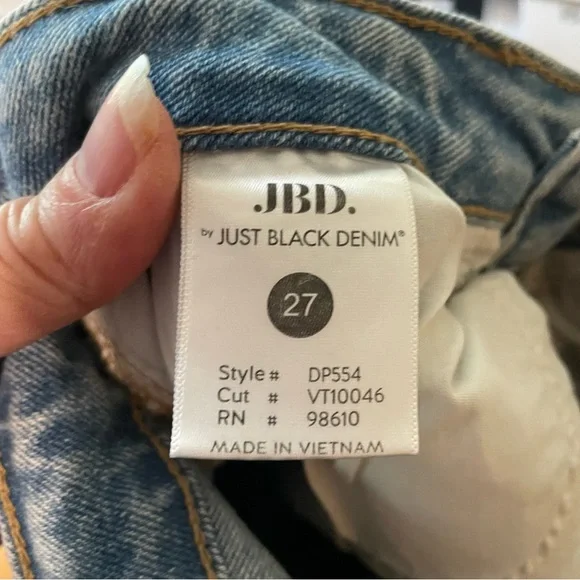 JBD.
by JUST BLACK DENIM®
27
Style # DP554
Cut # VT10046
RN # 98610
MADE IN VIETNAM